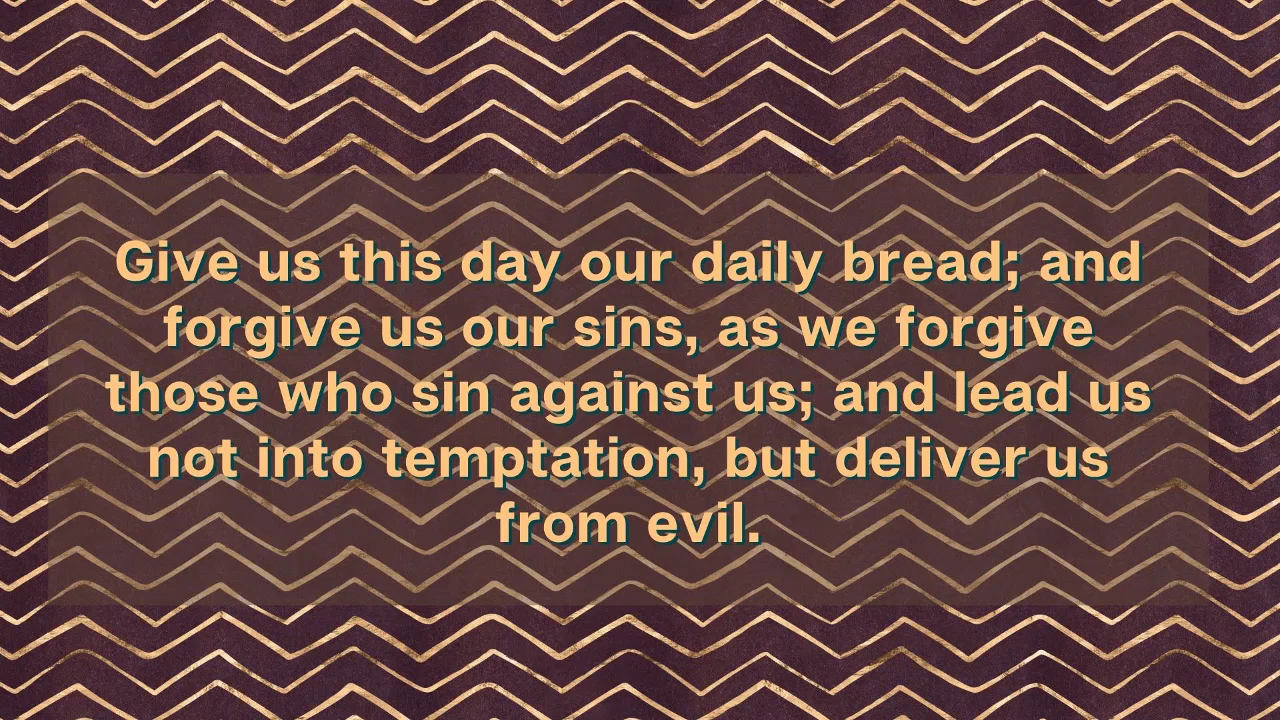 Give us this day our daily bread; and
forgive us our sins, as we forgive
those who sin against us; and lead us
not into temptation, but deliver us
from evil.